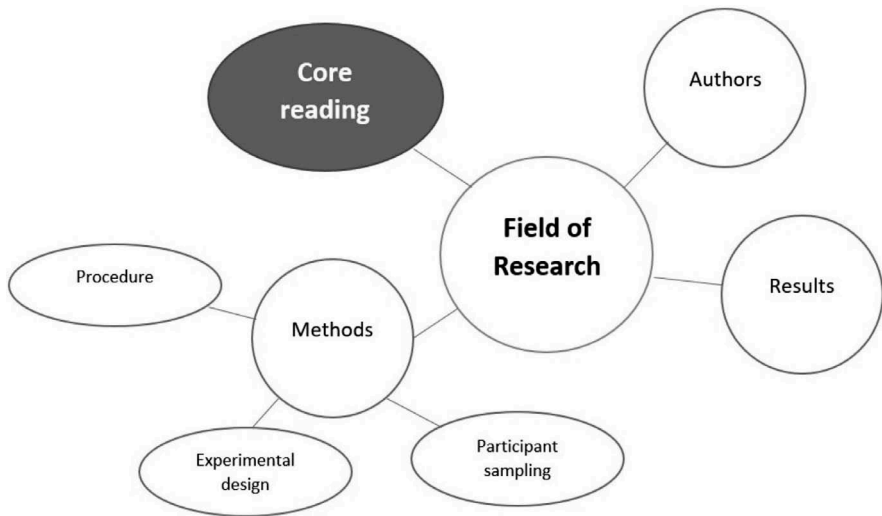 Core
reading
Authors
Field of
Research
Results
Procedure
Methods
Experimental
design
Participant
sampling